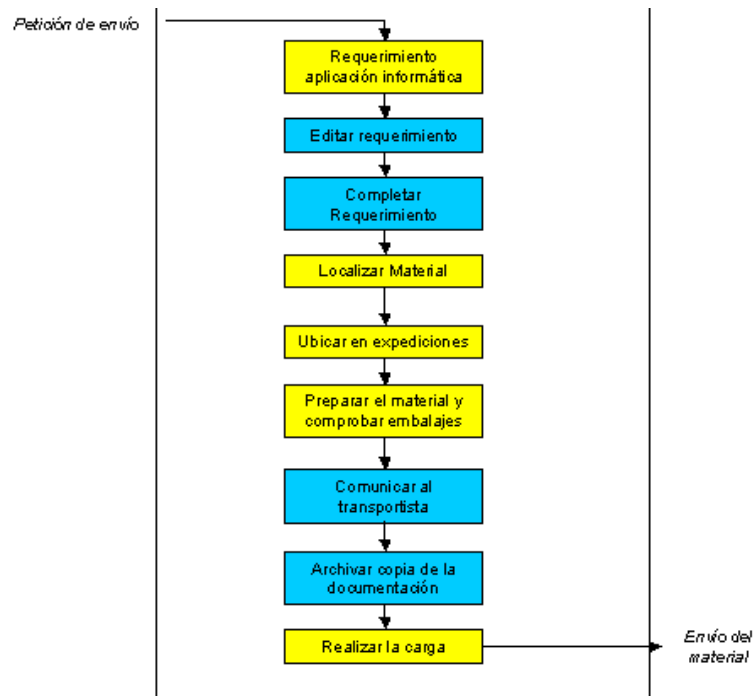 Petición de envío
Requerimiento
aplicación informática
Editar requerimiento
Completar
Requerimiento
Localizar Material
Ubicar en expediciones
Preparar el material y
comprobar embalajes
Comunicar al
transportista
Archivar copia de la
documentación
Realizar la carga
Envío del
material